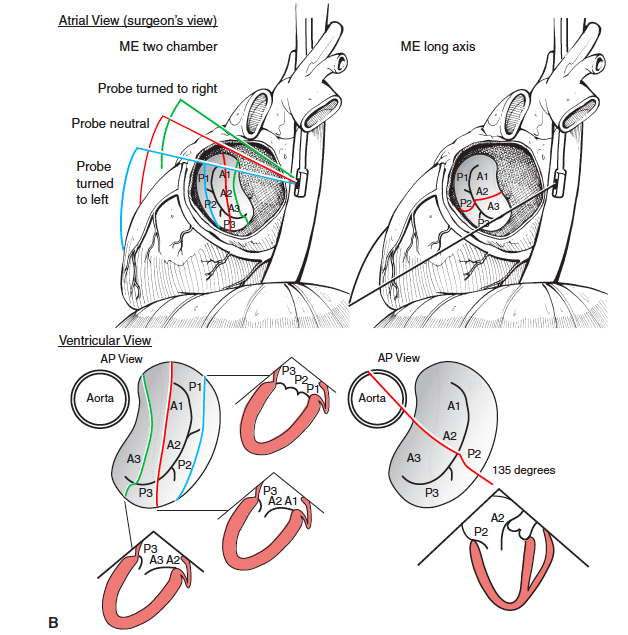 Atrial View (surgeon's view)
ME two chamber
ME long axis
Probe turned to right
Probe neutral
Probe
turned
to left
P1
A1
A2
P2
A3
P3
P1
A1
A2
P2
A3
P3
Ventricular View
AP View
Aorta
P1
A1
A2
P2
A3
P3
P3
P2
P1
P3
A2 A1
P3
A3 A2
AP View
Aorta
A1
A2
P2
A3
P3
135 degrees
A2
P2
B